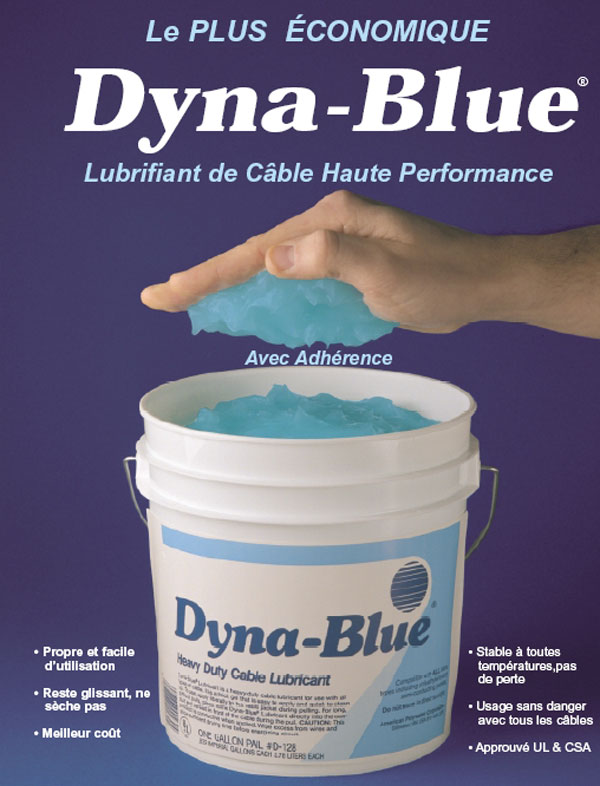 Le PLUS ÉCONOMIQUE
Dyna-Blue®
Lubrifiant de Câble Haute Performance
Avec Adhérence
Dyna-Blue®
Heavy Duty Cable Lubricant
ONE GALLON PAIL #D-128
• Propre et facile
d'utilisation
• Reste glissant, ne
sèche pas
• Meilleur coût
• Stable à toutes
températures,pas
de perte
• Usage sans danger
avec tous les câbles
• Approuvé UL & CSA